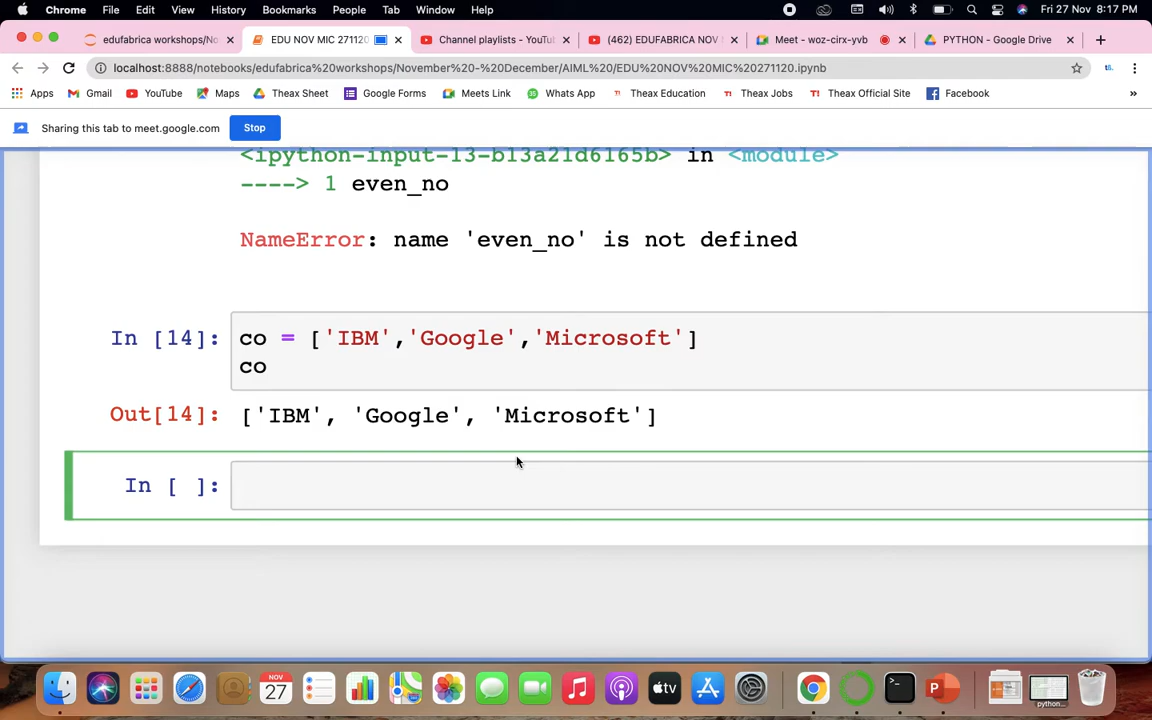 Chrome File Edit View History Bookmarks People Tab Window Help Fri 27 Nov 8:17 PM
edufabrica workshops/No EDU NOV MIC 271120 Channel playlists - YouTu (462) EDUFABRICA NOV Meet - woz-cirx-yvb PYTHON - Google Drive
localhost:8888/notebooks/edufabrica%20workshops/November%20-%20December/AIML%20/EDU%20NOV%20MIC%20271120.ipynb
Apps Gmail YouTube Maps Theax Sheet Google Forms Meets Link Whats App Theax Education Theax Jobs Theax Official Site Facebook »
Sharing this tab to meet.google.com Stop
<ipython-input-13-b13a21d6165b> in <module>
----> 1 even_no
NameError: name 'even_no' is not defined
In [14]: co = ['IBM','Google','Microsoft']
co
Out[14]: ['IBM', 'Google', 'Microsoft']
In [ ]:
NOV
27
tv
python...